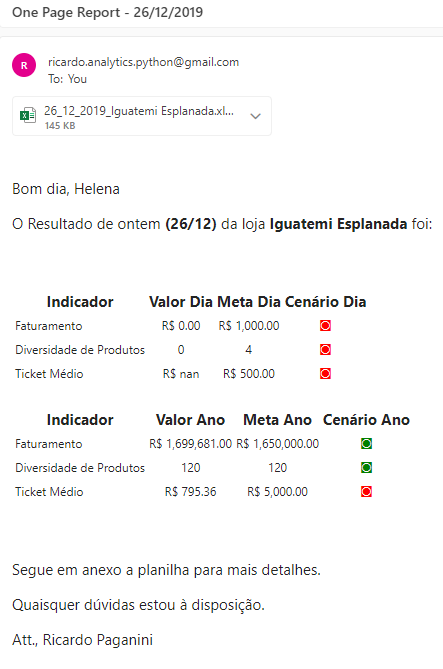 One Page Report - 26/12/2019
R
ricardo.analytics.python@gmail.com
To: You
26_12_2019_Iguatemi Esplanada.xl...
145 KB
Bom dia, Helena
O Resultado de ontem (26/12) da loja Iguatemi Esplanada foi:
Indicador Valor Dia Meta Dia Cenário Dia
Faturamento R$ 0.00 R$ 1,000.00
Diversidade de Produtos 0 4
Ticket Médio R$ nan R$ 500.00
Indicador Valor Ano Meta Ano Cenário Ano
Faturamento R$ 1,699,681.00 R$ 1,650,000.00
Diversidade de Produtos 120 120
Ticket Médio R$ 795.36 R$ 5,000.00
Segue em anexo a planilha para mais detalhes.
Quaisquer dúvidas estou à disposição.
Att., Ricardo Paganini